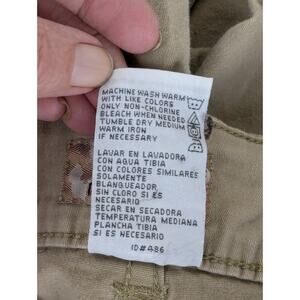 MACHINE WASH WARM
WITH LIKE COLORS
ONLY NON-CHLORINE
BLEACH WHEN NEEDED
TUMBLE DRY MEDIUM
WARM IRON
IF NECESSARY
LAVAR EN LAVADORA
CON AGUA TIBIA
CON COLORES SIMILARES
SOLAMENTE
BLANQUEADOR
SIN CLORO SI ES
NECESARIO
SECAR EN SECADORA
TEMPERATURA MEDIANA
PLANCHA TIBIA
SI ES NECESARIO
ID#486